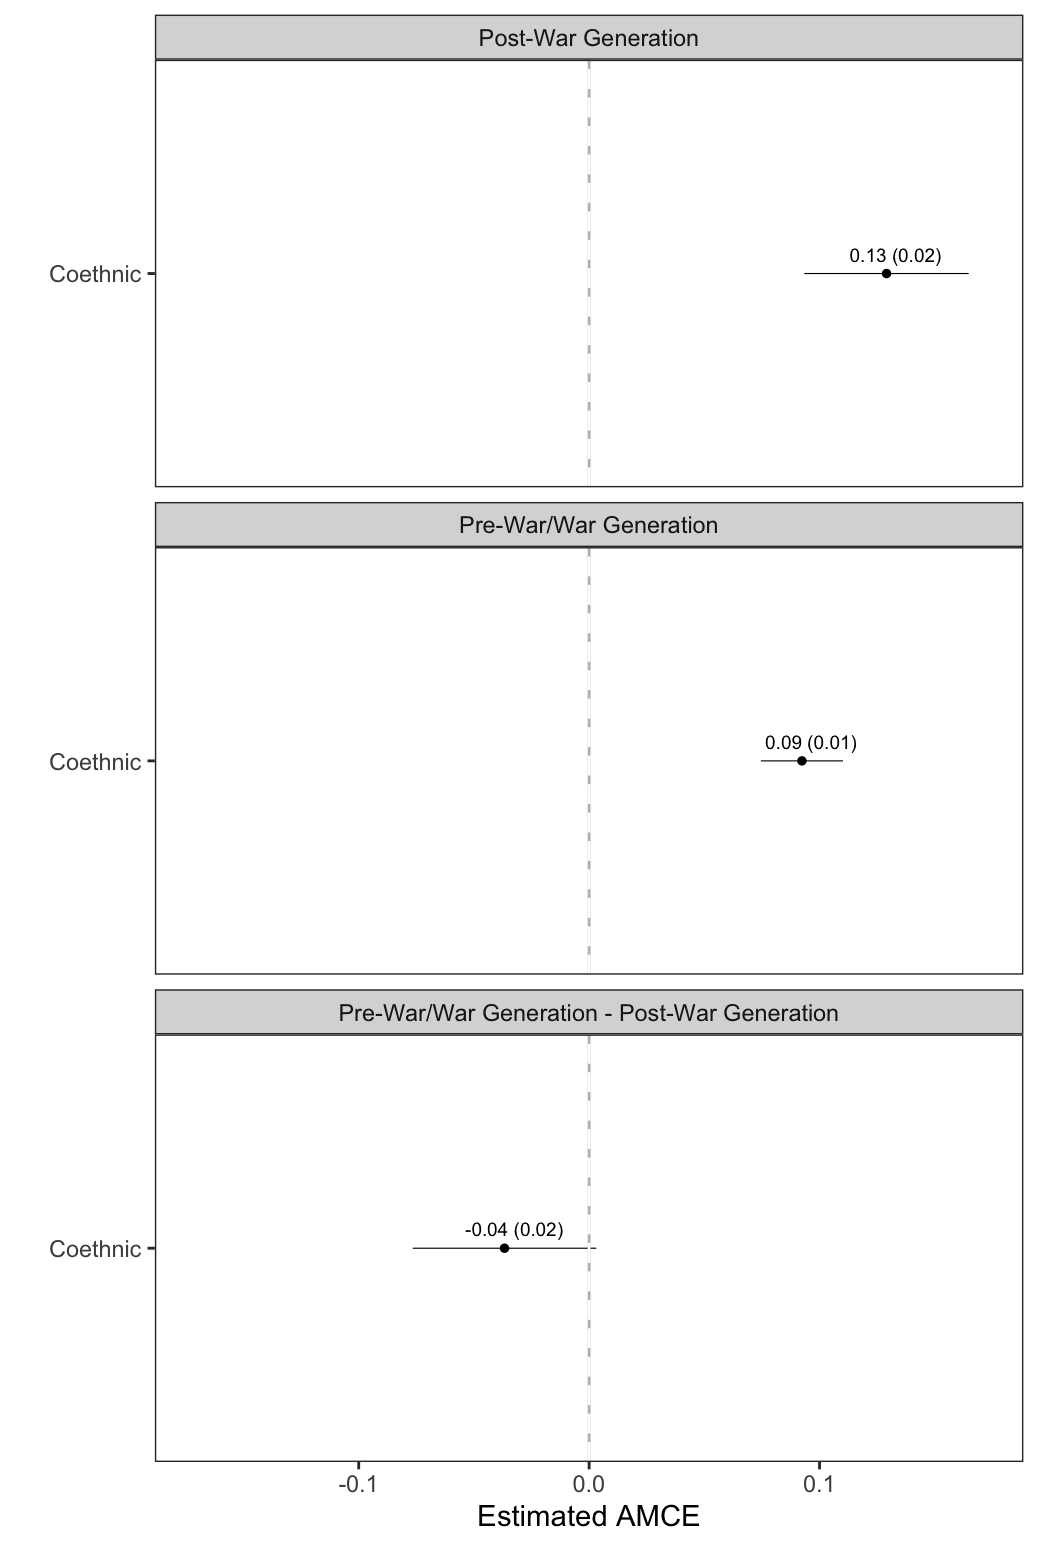 Post-War Generation
0.13 (0.02)
Coethnic
Pre-War/War Generation
0.09 (0.01)
Coethnic
Pre-War/War Generation - Post-War Generation
-0.04 (0.02)
Coethnic
-0.1 0.0 0.1
Estimated AMCE